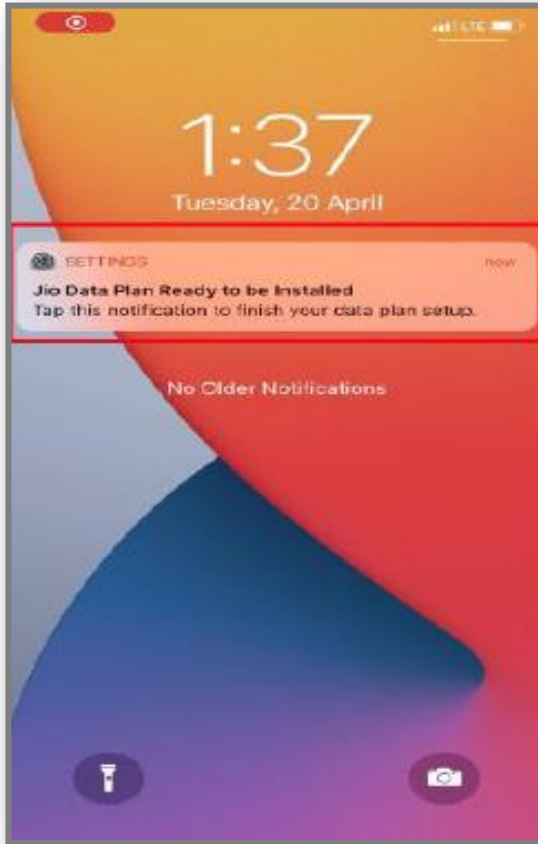 LTE
1:37
Tuesday, 20 April
SETTINGS now
Jio Data Plan Ready to be Installed
Tap this notification to finish your data plan setup.
No Older Notifications